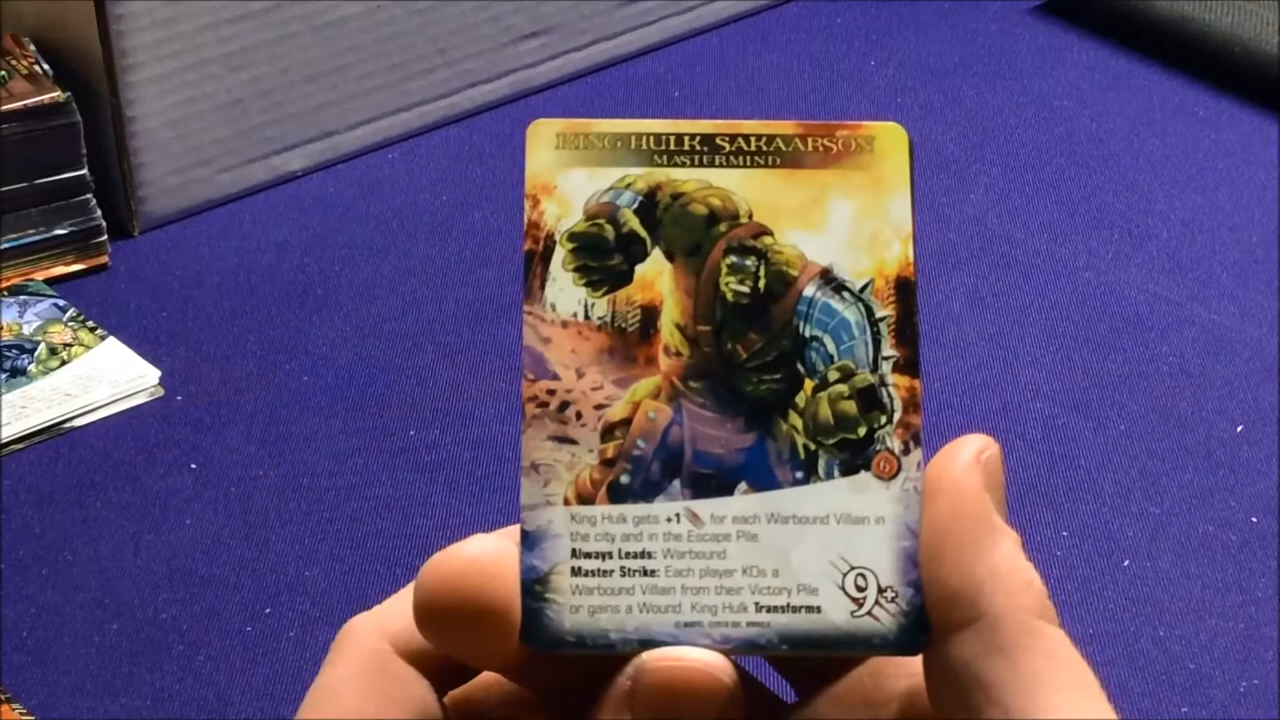 KING HULK, SAKAARSON
MASTERMIND
6
King Hulk gets +1 for each Warbound Villain in
the city and in the Escape Pile.
Always Leads: Warbound
Master Strike: Each player KOs a
Warbound Villain from their Victory Pile
or gains a Wound. King Hulk Transforms
9+